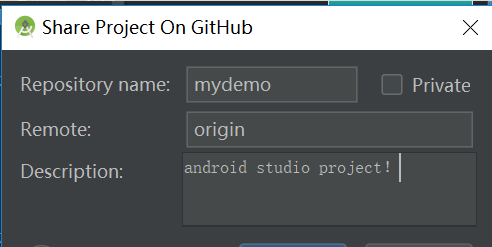 Share Project On GitHub
Repository name: mydemo Private
Remote: origin
Description: android studio project!